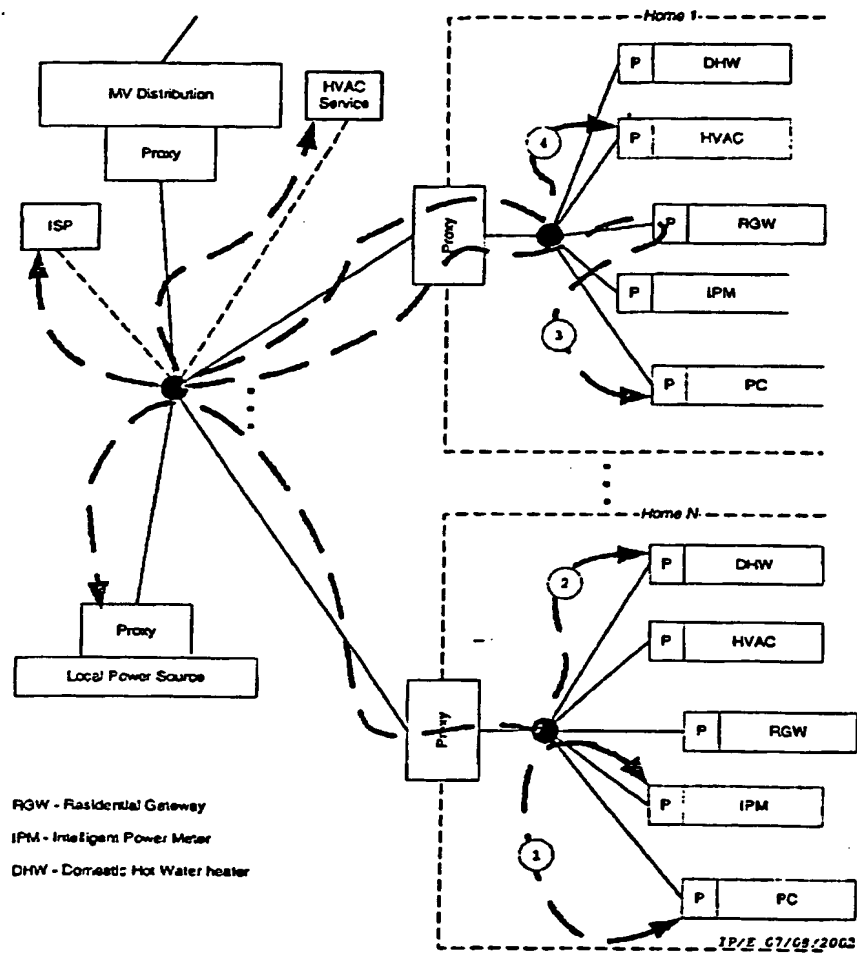 Home 1
MV Distribution
HVAC
Service
Proxy
ISP
P DHW
4
P HVAC
Proxy
P RGW
P IPM
3
P PC
Home N
2
P DHW
P HVAC
Proxy
Local Power Source
Proxy
P RGW
P IPM
RGW - Residential Gateway
IPM - Intelligent Power Meter
DHW - Domestic Hot Water heater
1
P PC